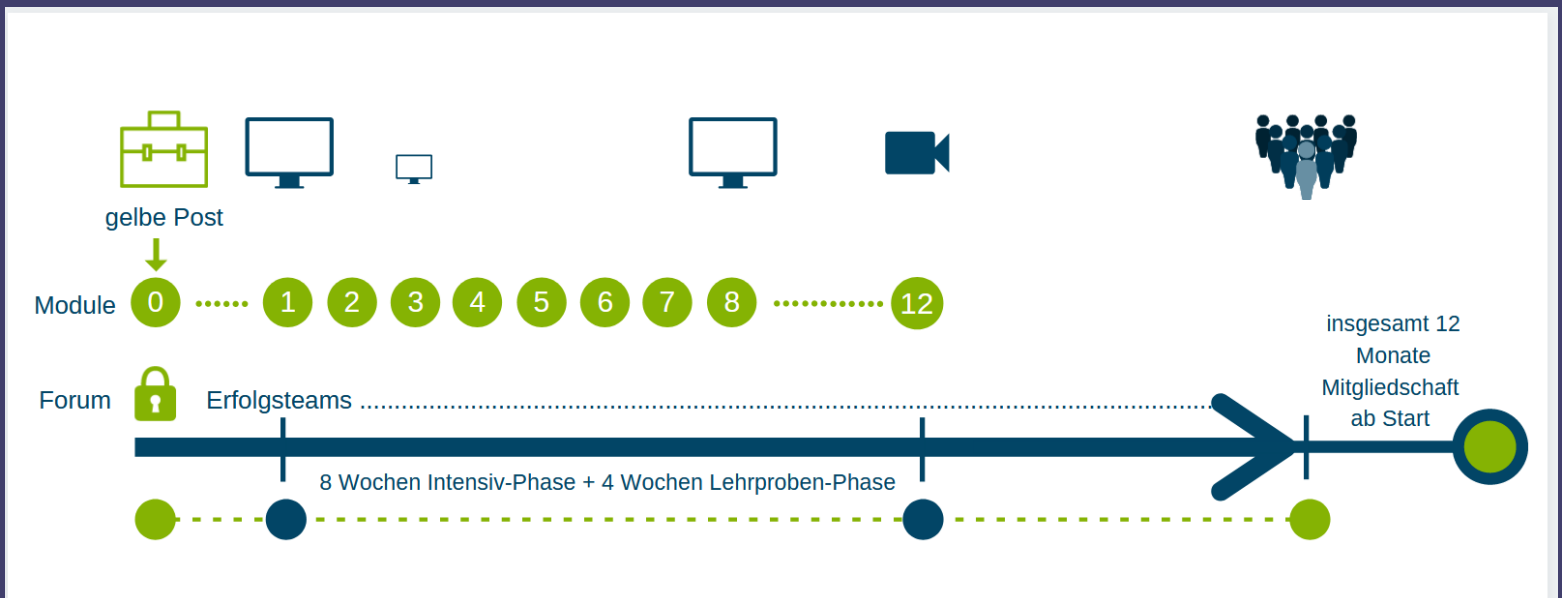 gelbe Post
Module 0 1 2 3 4 5 6 7 8 12
insgesamt 12
Monate
Mitgliedschaft
ab Start
Forum Erfolgsteams
8 Wochen Intensiv-Phase + 4 Wochen Lehrproben-Phase